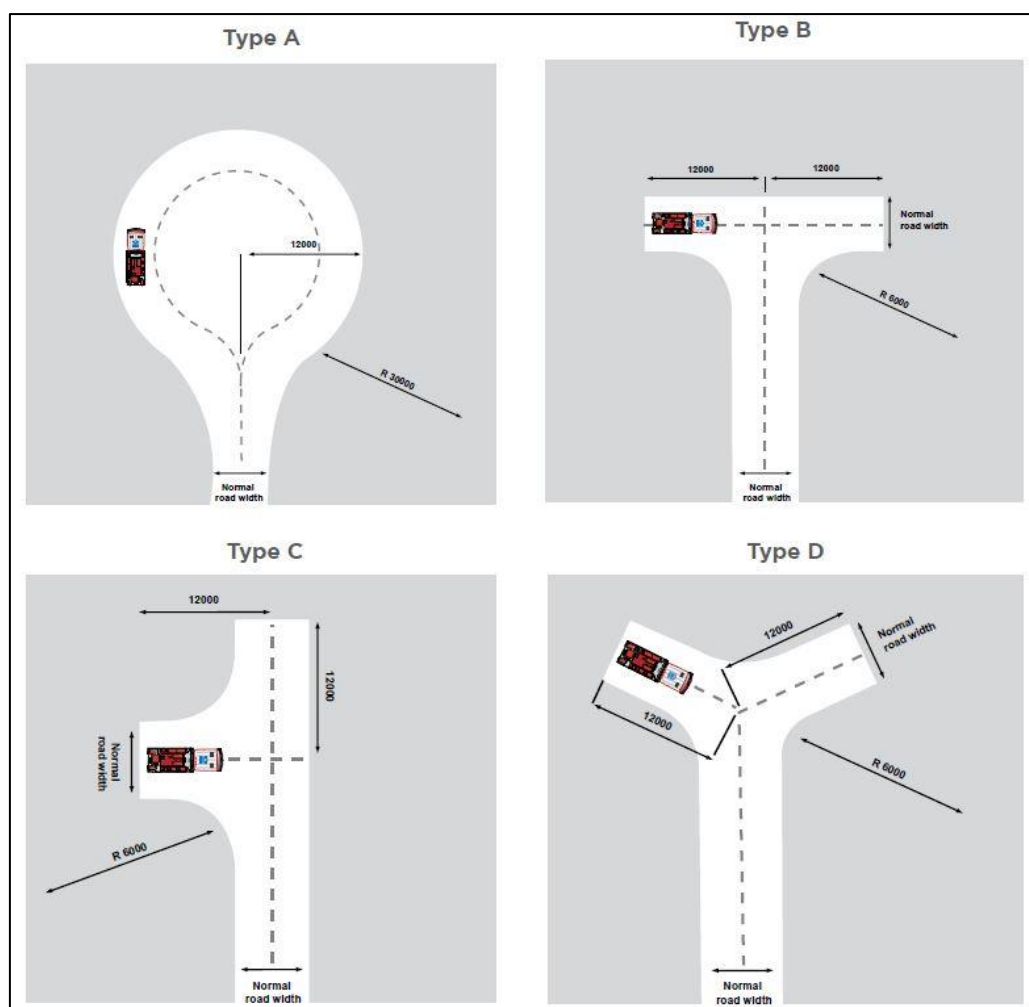 Type A
12000
R 30000
Normal
road width
Type B
12000
12000
Normal
road width
R 6000
Normal
road width
Type C
12000
12000
Normal
road width
R 6000
Normal
road width
Type D
12000
Normal
road width
12000
R 6000
Normal
road width